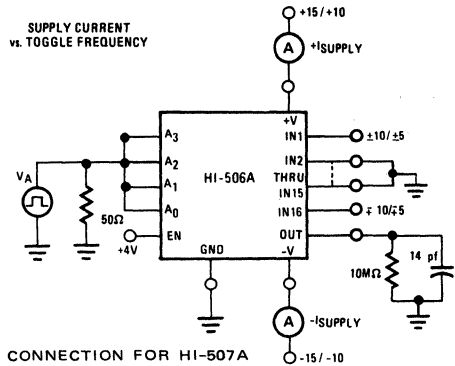 SUPPLY CURRENT
vs. TOGGLE FREQUENCY
+15/+10
A
+ISUPPLY
+V
A3
IN1
±10/±5
VA
A2
IN2
HI-506A
THRU
A1
IN15
50Ω
A0
IN16
∓10/∓5
EN
OUT
+4V
GND
-V
10MΩ
14 pf
A
-ISUPPLY
CONNECTION FOR HI-507A
-15/-10